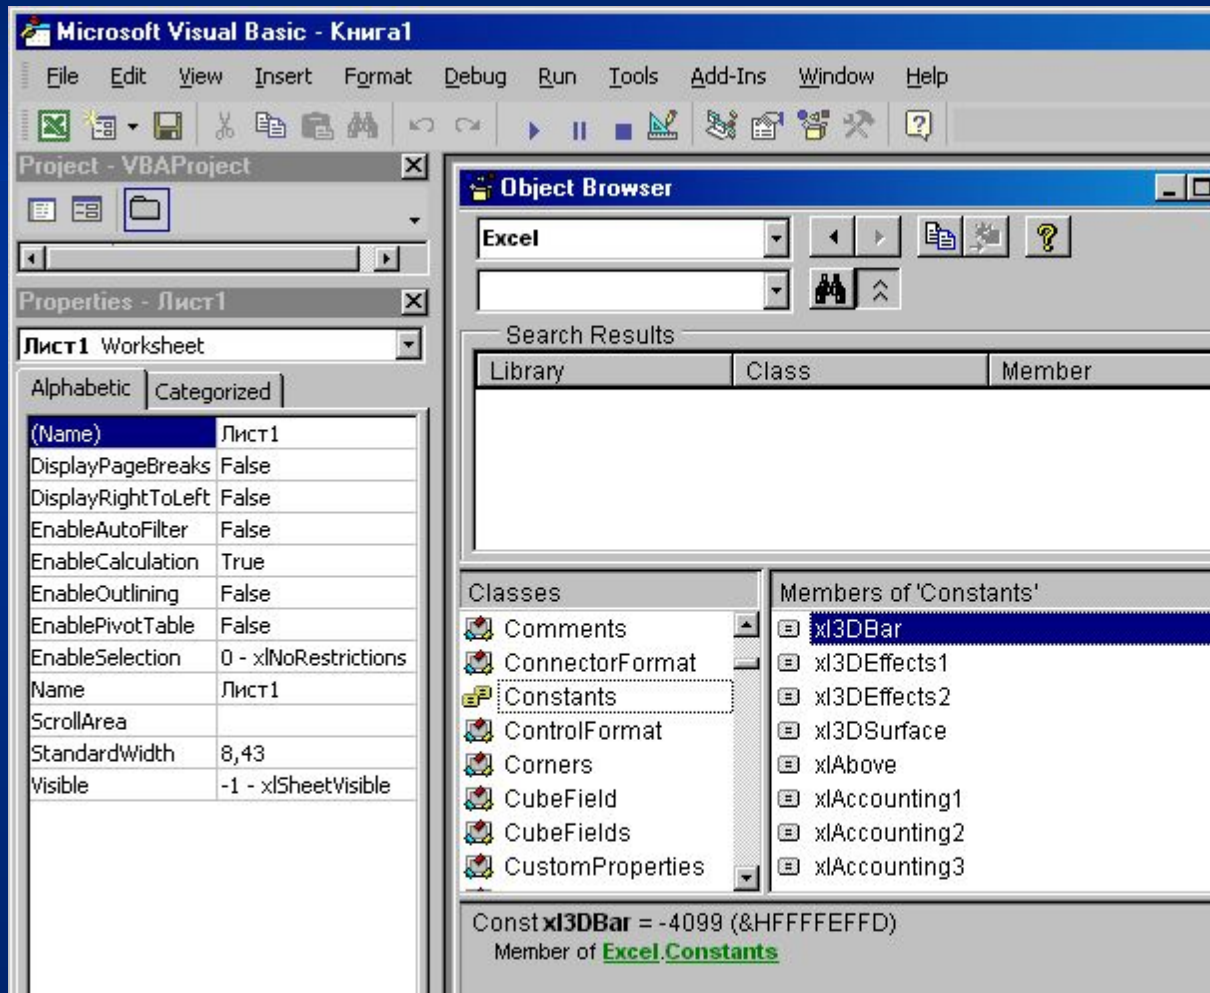 Microsoft Visual Basic - Книга1
File Edit View Insert Format Debug Run Tools Add-Ins Window Help
Project - VBAProject
Properties - Лист1
Лист1 Worksheet
Alphabetic Categorized
(Name) Лист1
DisplayPageBreaks False
DisplayRightToLeft False
EnableAutoFilter False
EnableCalculation True
EnableOutlining False
EnablePivotTable False
EnableSelection 0 - xlNoRestrictions
Name Лист1
ScrollArea
StandardWidth 8,43
Visible -1 - xlSheetVisible
Object Browser
Excel
Search Results
Library Class Member
Classes
Comments
ConnectorFormat
Constants
ControlFormat
Corners
CubeField
CubeFields
CustomProperties
Members of 'Constants'
xl3DBar
xl3DEffects1
xl3DEffects2
xl3DSurface
xlAbove
xlAccounting1
xlAccounting2
xlAccounting3
Const xl3DBar = -4099 (&HFFFFEFFD)
Member of Excel.Constants